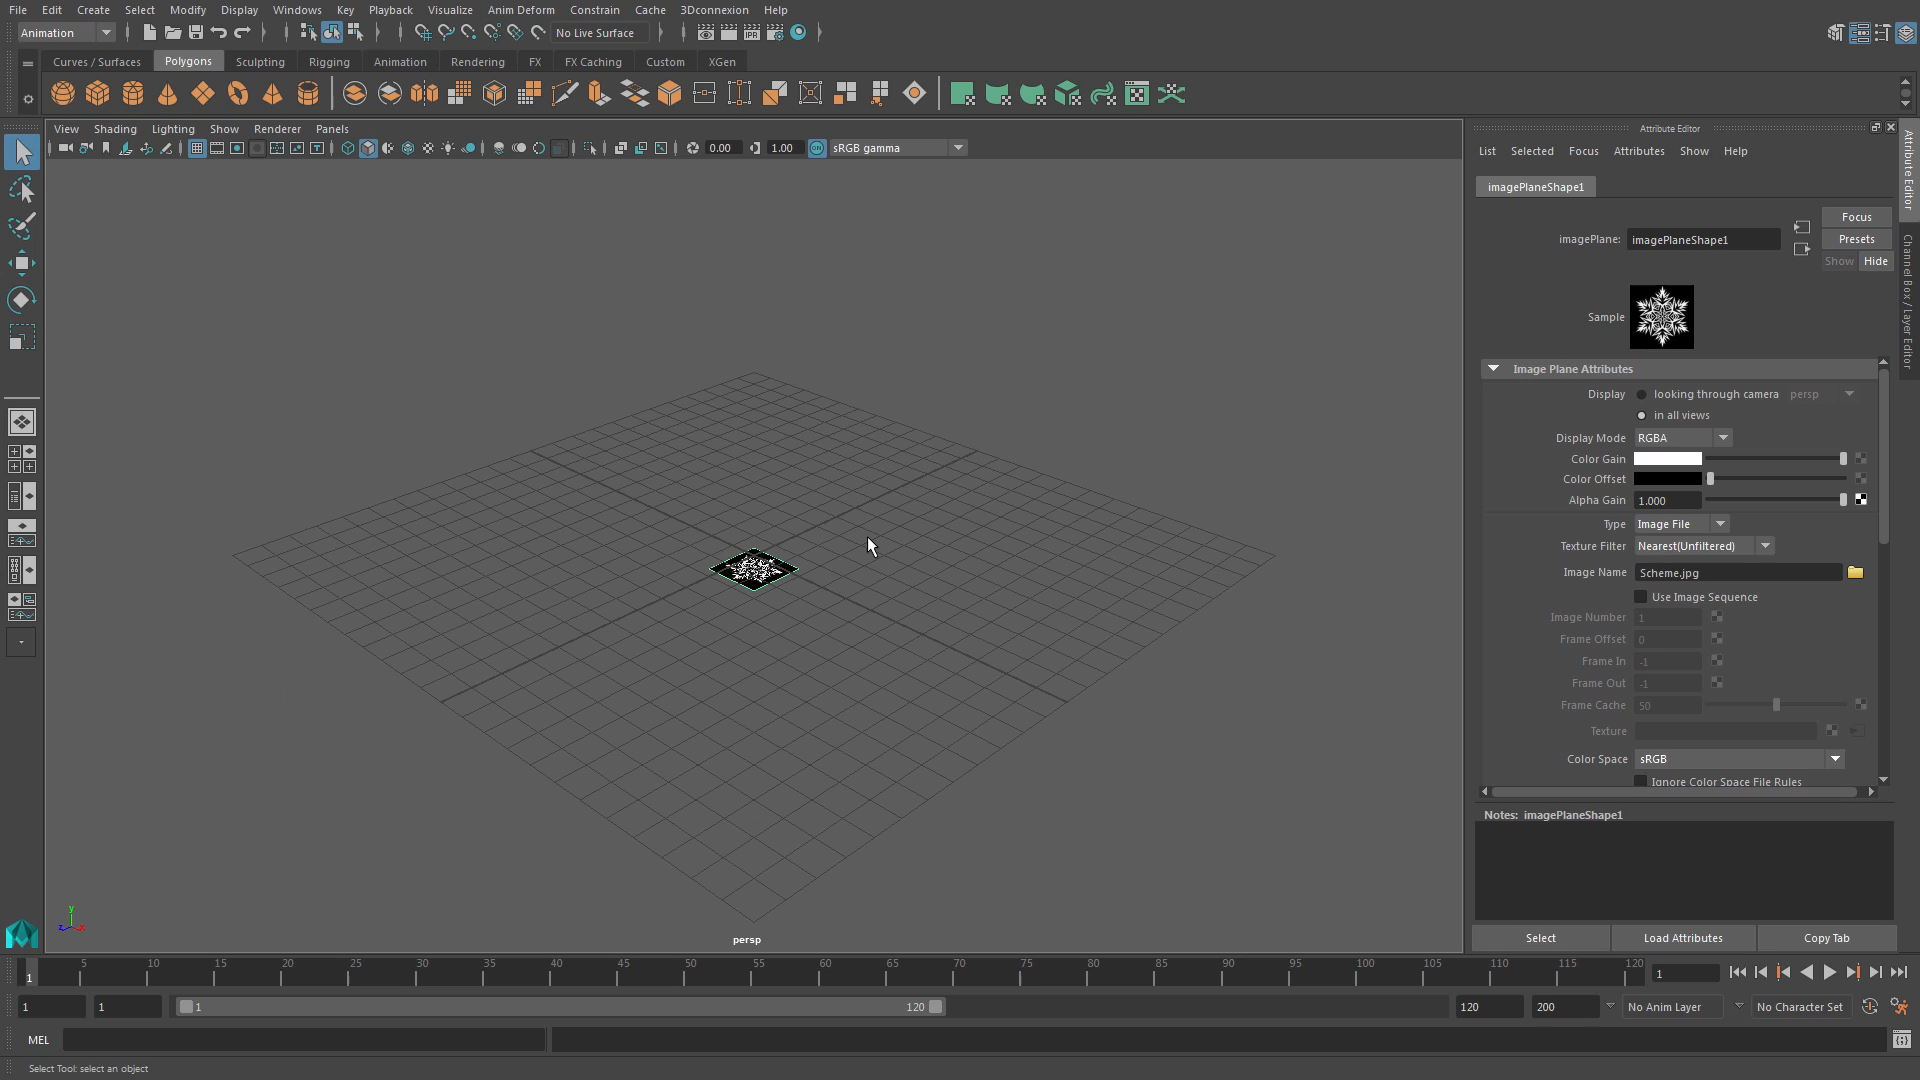 File Edit Create Select Modify Display Windows Key Playback Visualize Anim Deform Constrain Cache 3Dconnexion Help
Animation No Live Surface IPR
Curves / Surfaces Polygons Sculpting Rigging Animation Rendering FX FX Caching Custom XGen
View Shading Lighting Show Renderer Panels
0.00 1.00 ON sRGB gamma
Attribute Editor
List Selected Focus Attributes Show Help
imagePlaneShape1
Focus
imagePlane: imagePlaneShape1
Presets
Show Hide
Sample
Image Plane Attributes
Display looking through camera persp
in all views
Display Mode RGBA
Color Gain
Color Offset
Alpha Gain 1.000
Type Image File
Texture Filter Nearest(Unfiltered)
Image Name Scheme.jpg
Use Image Sequence
Image Number 1
Frame Offset 0
Frame In -1
Frame Out -1
Frame Cache 50
Texture
Color Space sRGB
Ignore Color Space File Rules
Notes: imagePlaneShape1
Select Load Attributes Copy Tab
Attribute Editor
Channel Box / Layer Editor
y
z x
persp
1 5 10 15 20 25 30 35 40 45 50 55 60 65 70 75 80 85 90 95 100 105 110 115 120 1
1 1 1 120 120 200 No Anim Layer No Character Set
MEL
Select Tool: select an object